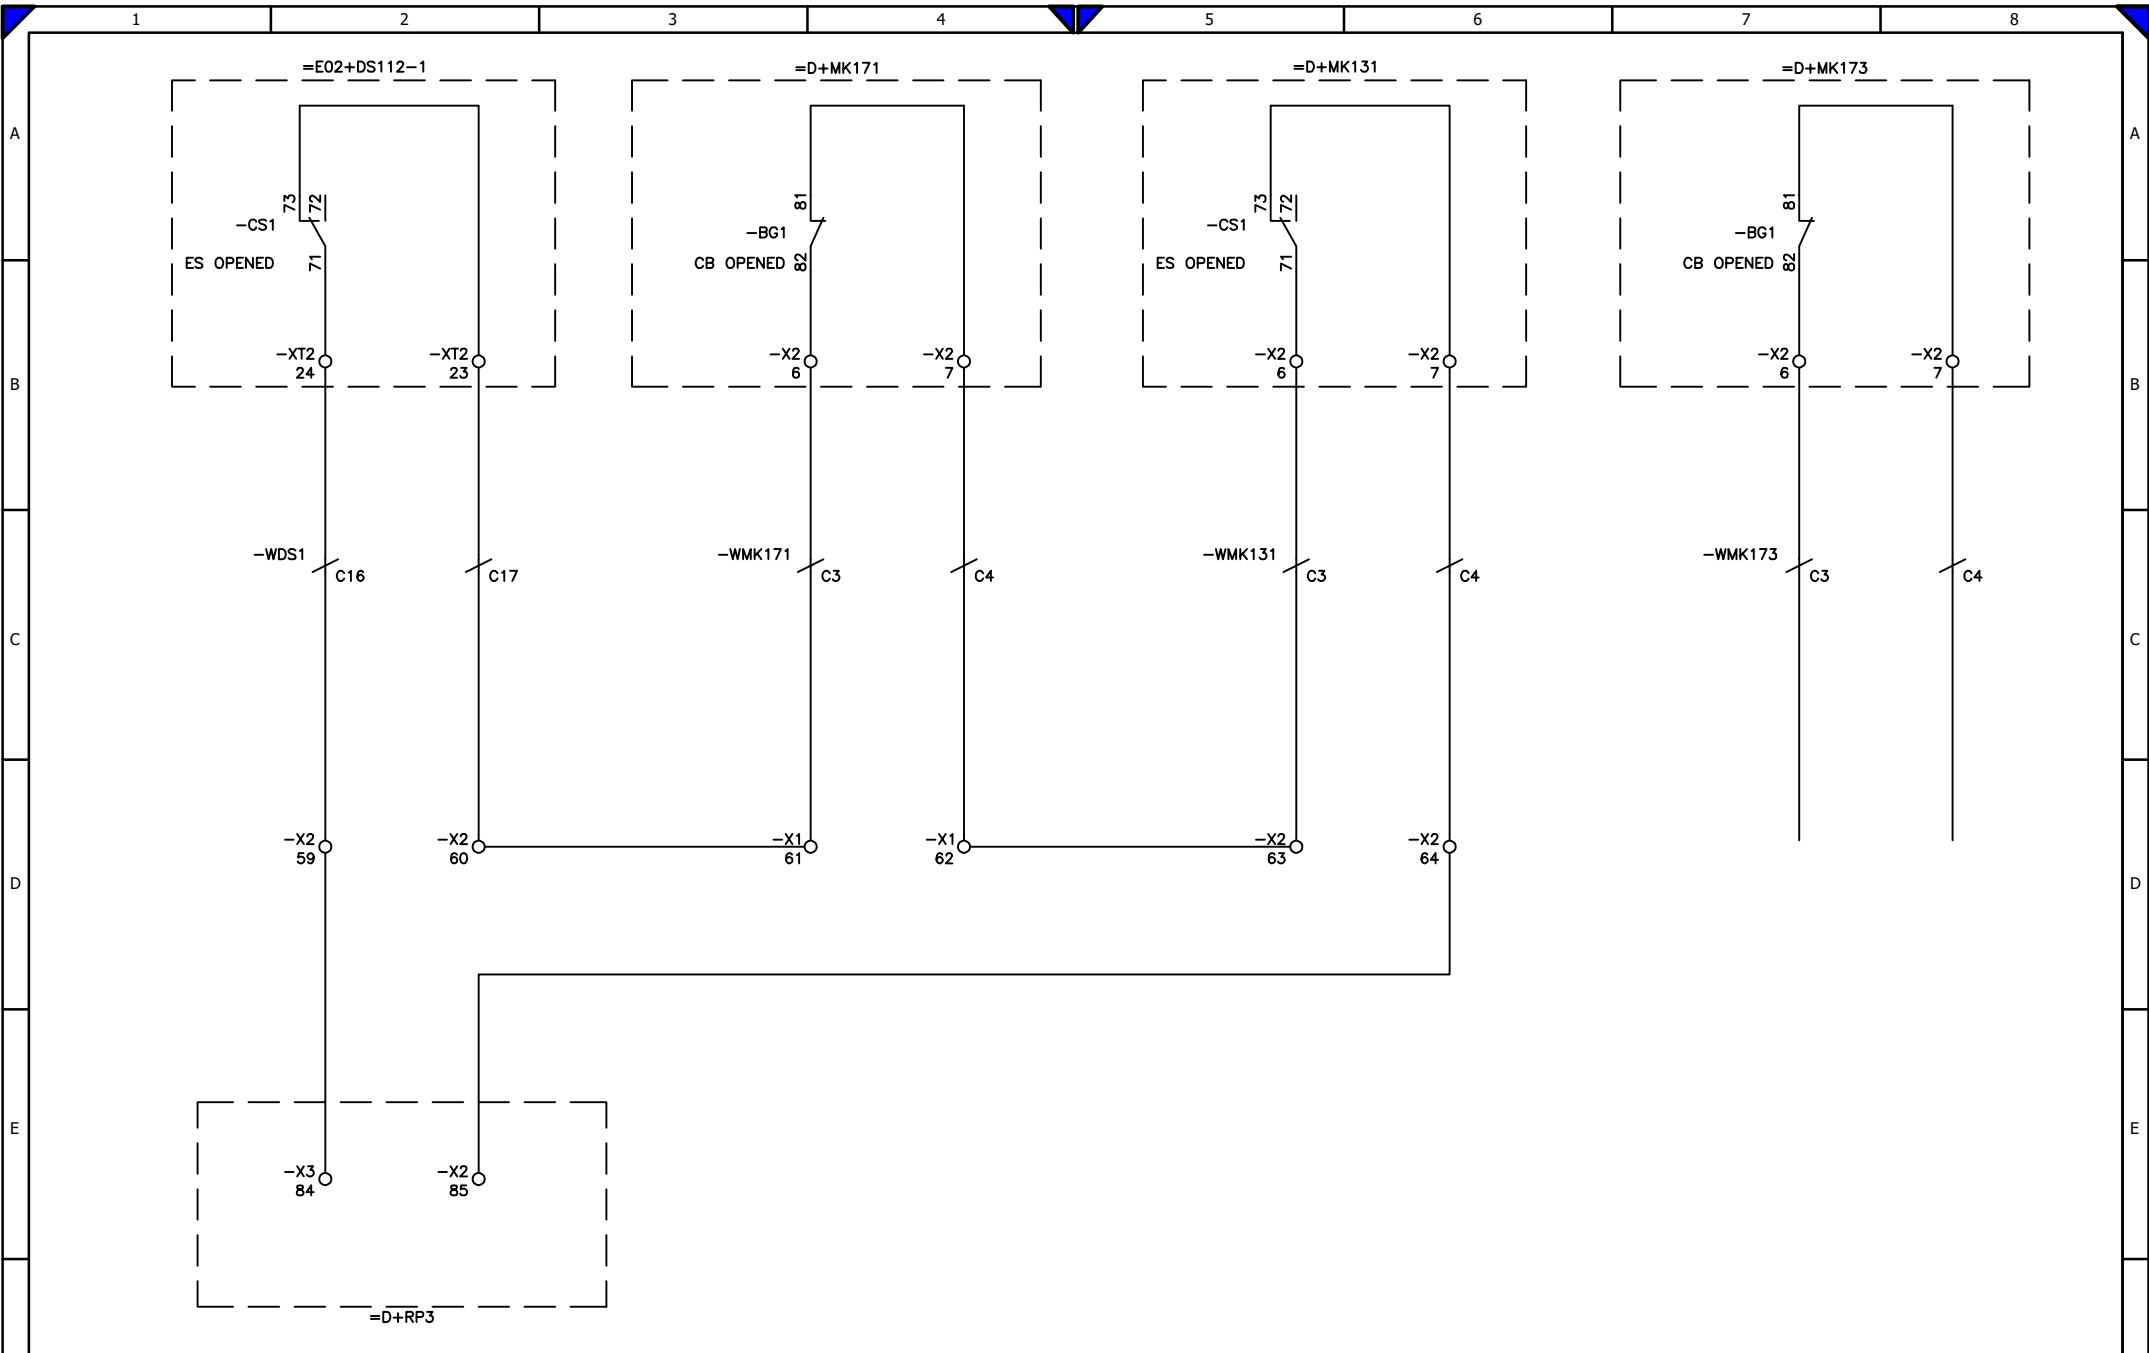 1 2 3 4 5 6 7 8
=E02+DS112-1 =D+MK171 =D+MK131 =D+MK173
A A
73 72 81 73 72 81
-CS1 -BG1 -CS1 -BG1
ES OPENED 71 CB OPENED 82 ES OPENED 71 CB OPENED 82
-XT2 -XT2 -X2 -X2 -X2 -X2 -X2 -X2
24 23 6 7 6 7 6 7
B B
-WDS1 -WMK171 -WMK131 -WMK173
C16 C17 C3 C4 C3 C4 C3 C4
C C
-X2 -X2 -X1 -X1 -X2 -X2
59 60 61 62 63 64
D D
E E
-X3 -X2
84 85
=D+RP3